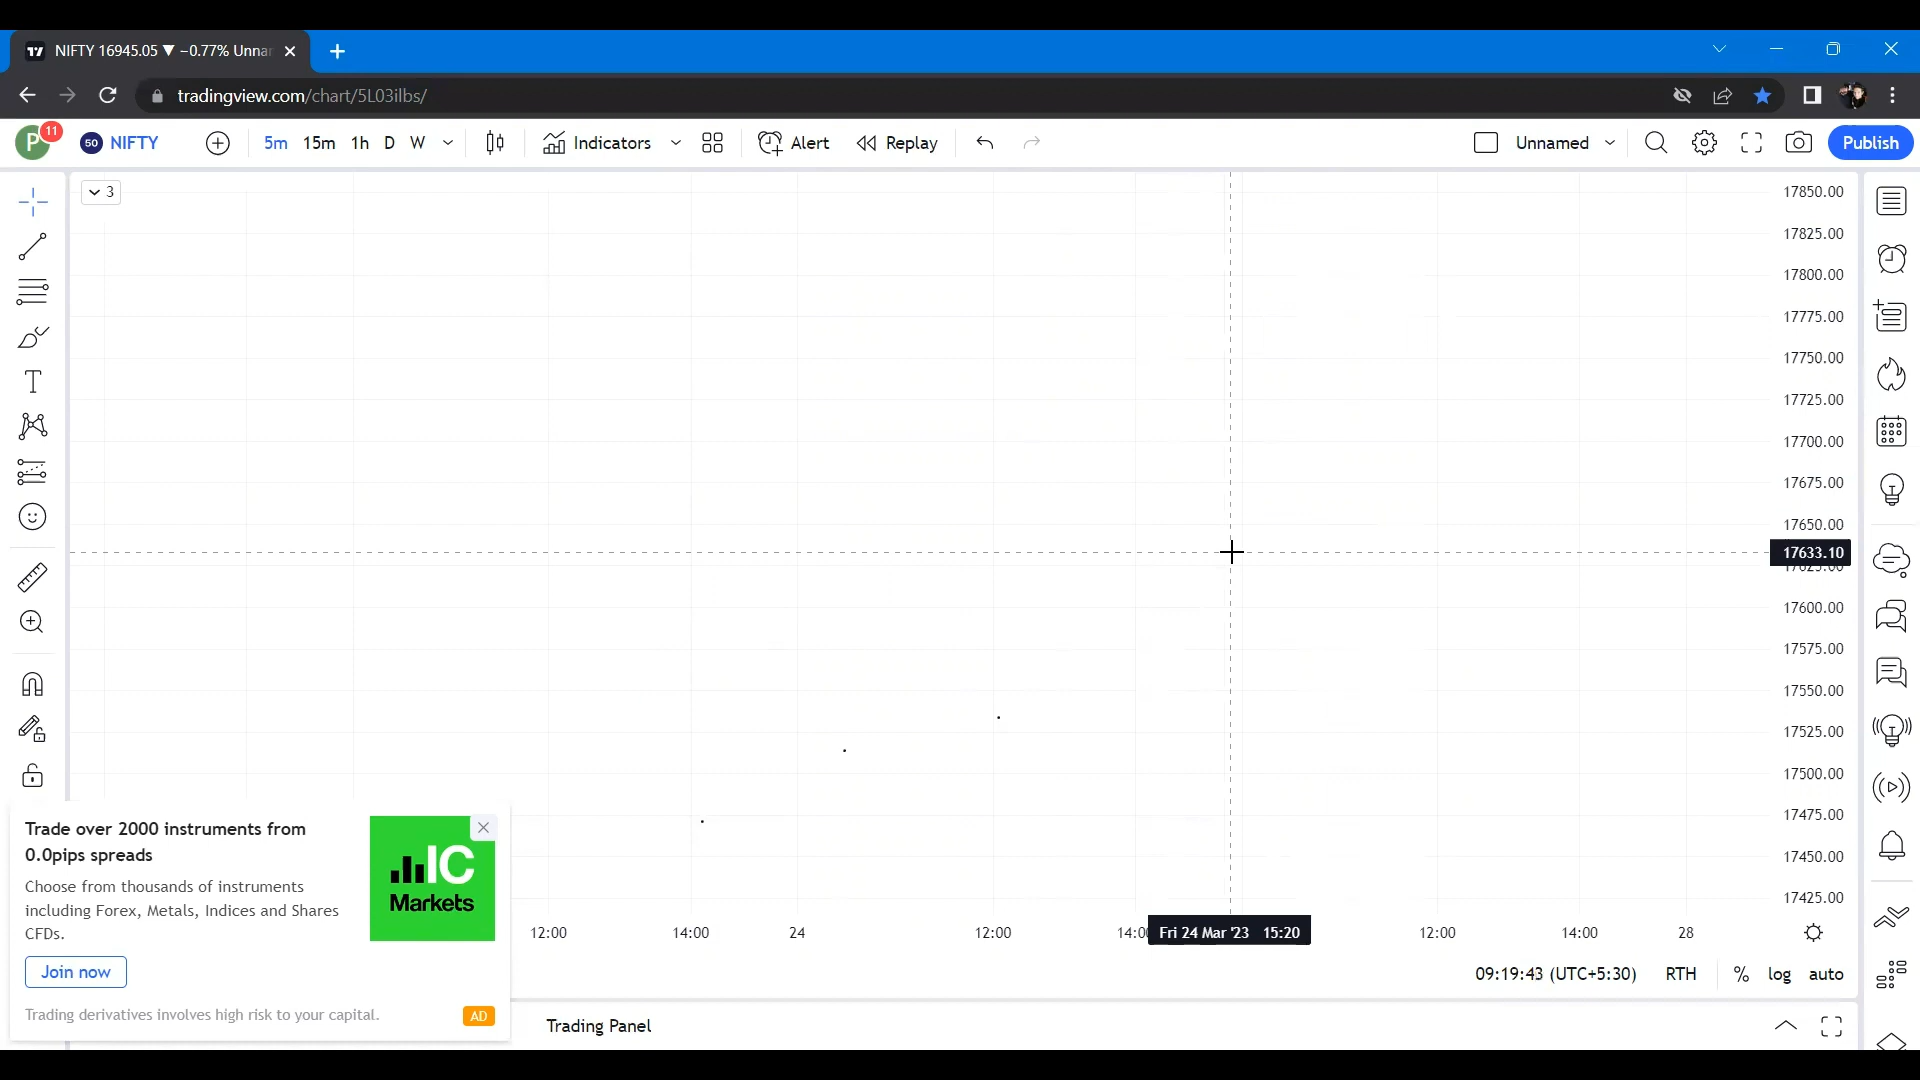 NIFTY 16945.05 ▼ −0.77% Unnar
tradingview.com/chart/5L03ilbs/
P 11 50 NIFTY 5m 15m 1h D W Indicators Alert Replay Unnamed Publish
3
17850.00
17825.00
17800.00
17775.00
17750.00
17725.00
17700.00
17675.00
17650.00
17633.10
17625.00
17600.00
17575.00
17550.00
17525.00
17500.00
17475.00
17450.00
17425.00
Trade over 2000 instruments from
0.0pips spreads
Choose from thousands of instruments
including Forex, Metals, Indices and Shares
CFDs.
Join now
Trading derivatives involves high risk to your capital.
AD
IC
Markets
12:00 14:00 24 12:00 14:00 Fri 24 Mar '23 15:20 12:00 14:00 28
09:19:43 (UTC+5:30) RTH % log auto
Trading Panel